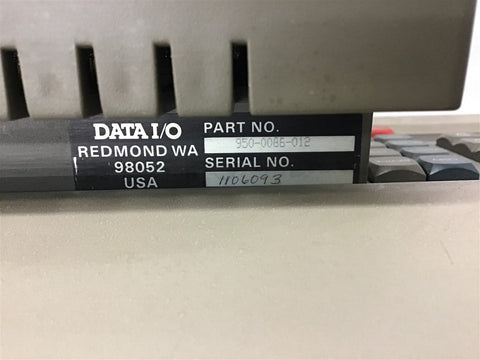 DATA I/O
REDMOND WA
98052
USA
PART NO.
950-0086-012
SERIAL NO.
1106093